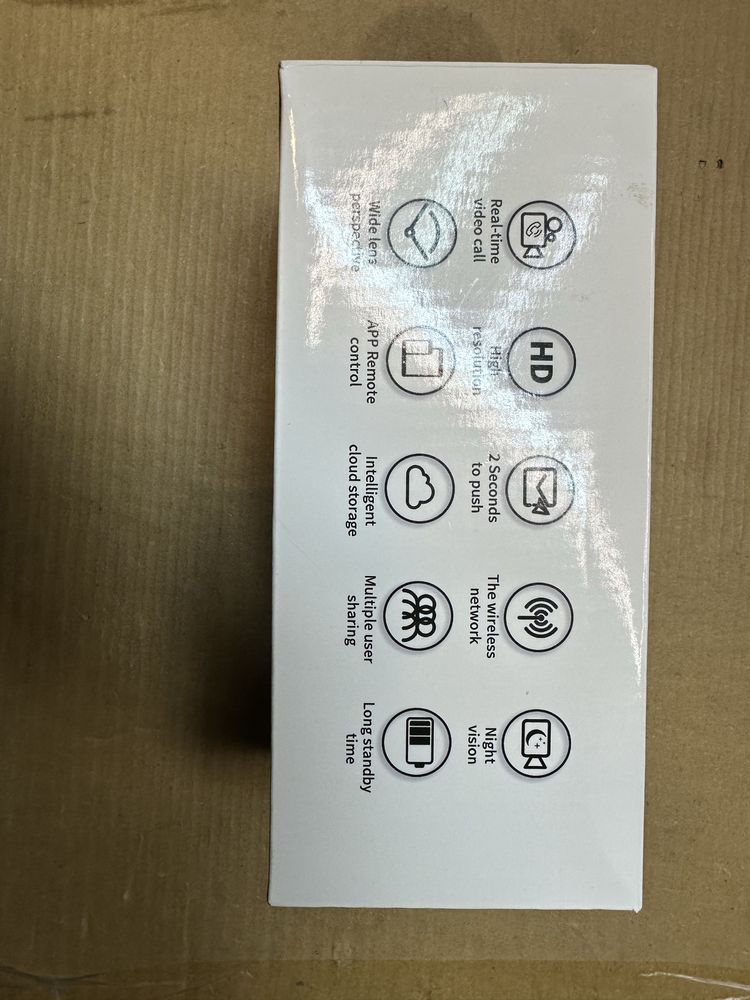 HD
Real-time
video call
High
resolution
2 Seconds
to push
The wireless
network
Night
vision
Wide lens
perspective
APP Remote
control
Intelligent
cloud storage
Multiple user
sharing
Long standby
time